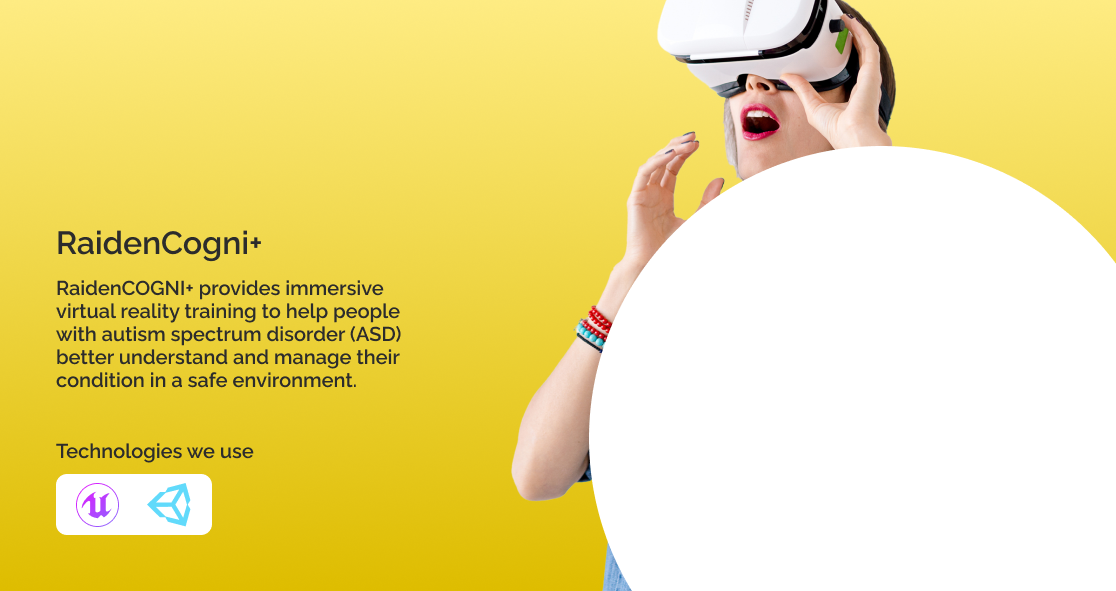 RaidenCogni+
RaidenCOGNI+ provides immersive
virtual reality training to help people
with autism spectrum disorder (ASD)
better understand and manage their
condition in a safe environment.
Technologies we use